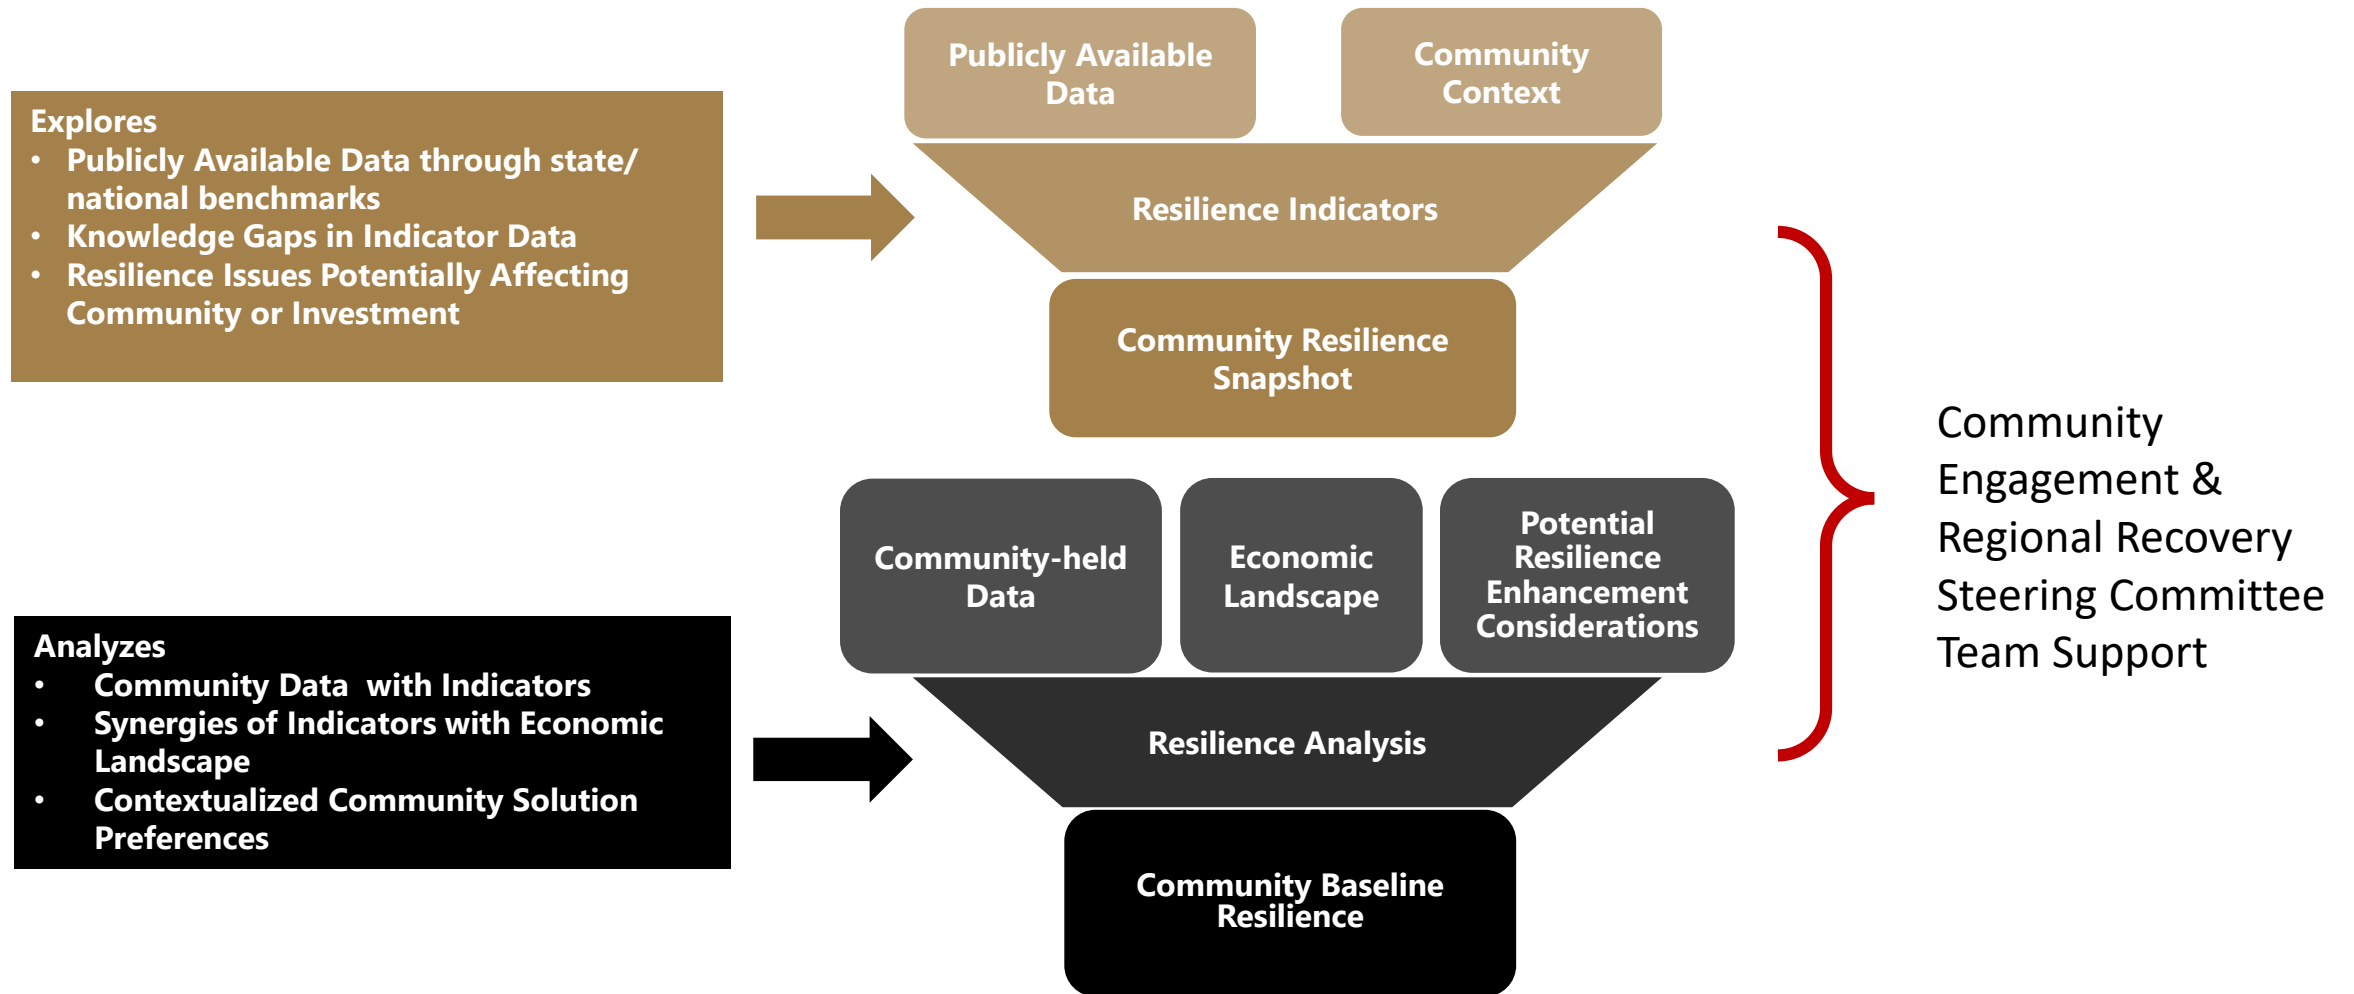 Publicly Available
Data
Community
Context
Explores
• Publicly Available Data through state/
national benchmarks
• Knowledge Gaps in Indicator Data
• Resilience Issues Potentially Affecting
Community or Investment
Resilience Indicators
Community Resilience
Snapshot
Community-held
Data
Economic
Landscape
Potential
Resilience
Enhancement
Considerations
Analyzes
• Community Data  with Indicators
• Synergies of Indicators with Economic
Landscape
• Contextualized Community Solution
Preferences
Resilience Analysis
Community Baseline
Resilience
Community
Engagement &
Regional Recovery
Steering Committee
Team Support